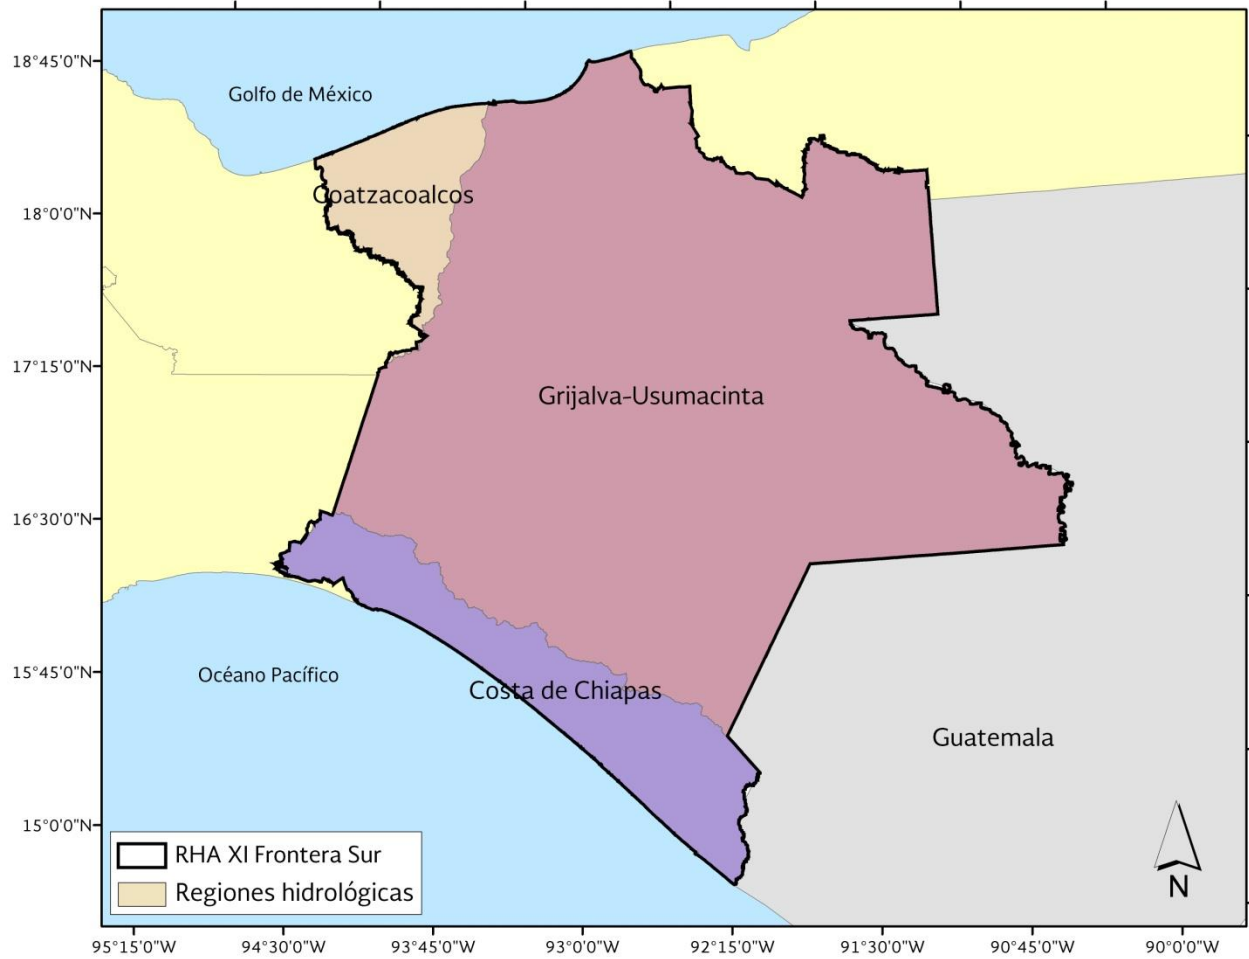 18°45'0"N
Golfo de México
Coatzacoalcos
18°0'0"N
17°15'0"N
Grijalva-Usumacinta
16°30'0"N
15°45'0"N
Océano Pacífico
Costa de Chiapas
Guatemala
15°0'0"N
RHA XI Frontera Sur
Regiones hidrológicas
N
95°15'0"W 94°30'0"W 93°45'0"W 93°0'0"W 92°15'0"W 91°30'0"W 90°45'0"W 90°0'0"W